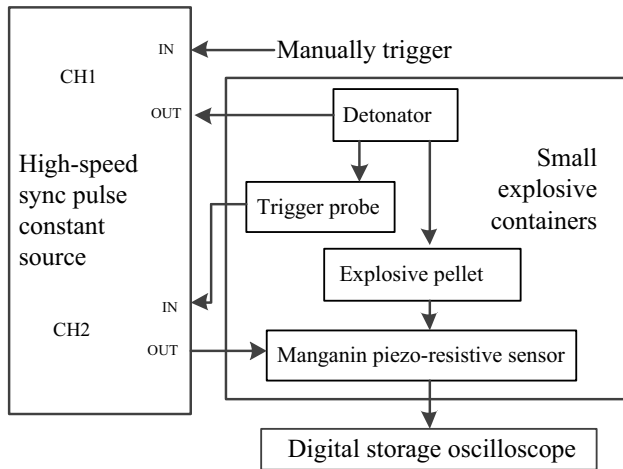 IN
Manually trigger
CH1
OUT
Detonator
High-speed
sync pulse
constant
source
Small
explosive
containers
Trigger probe
Explosive pellet
IN
CH2
OUT
Manganin piezo-resistive sensor
Digital storage oscilloscope